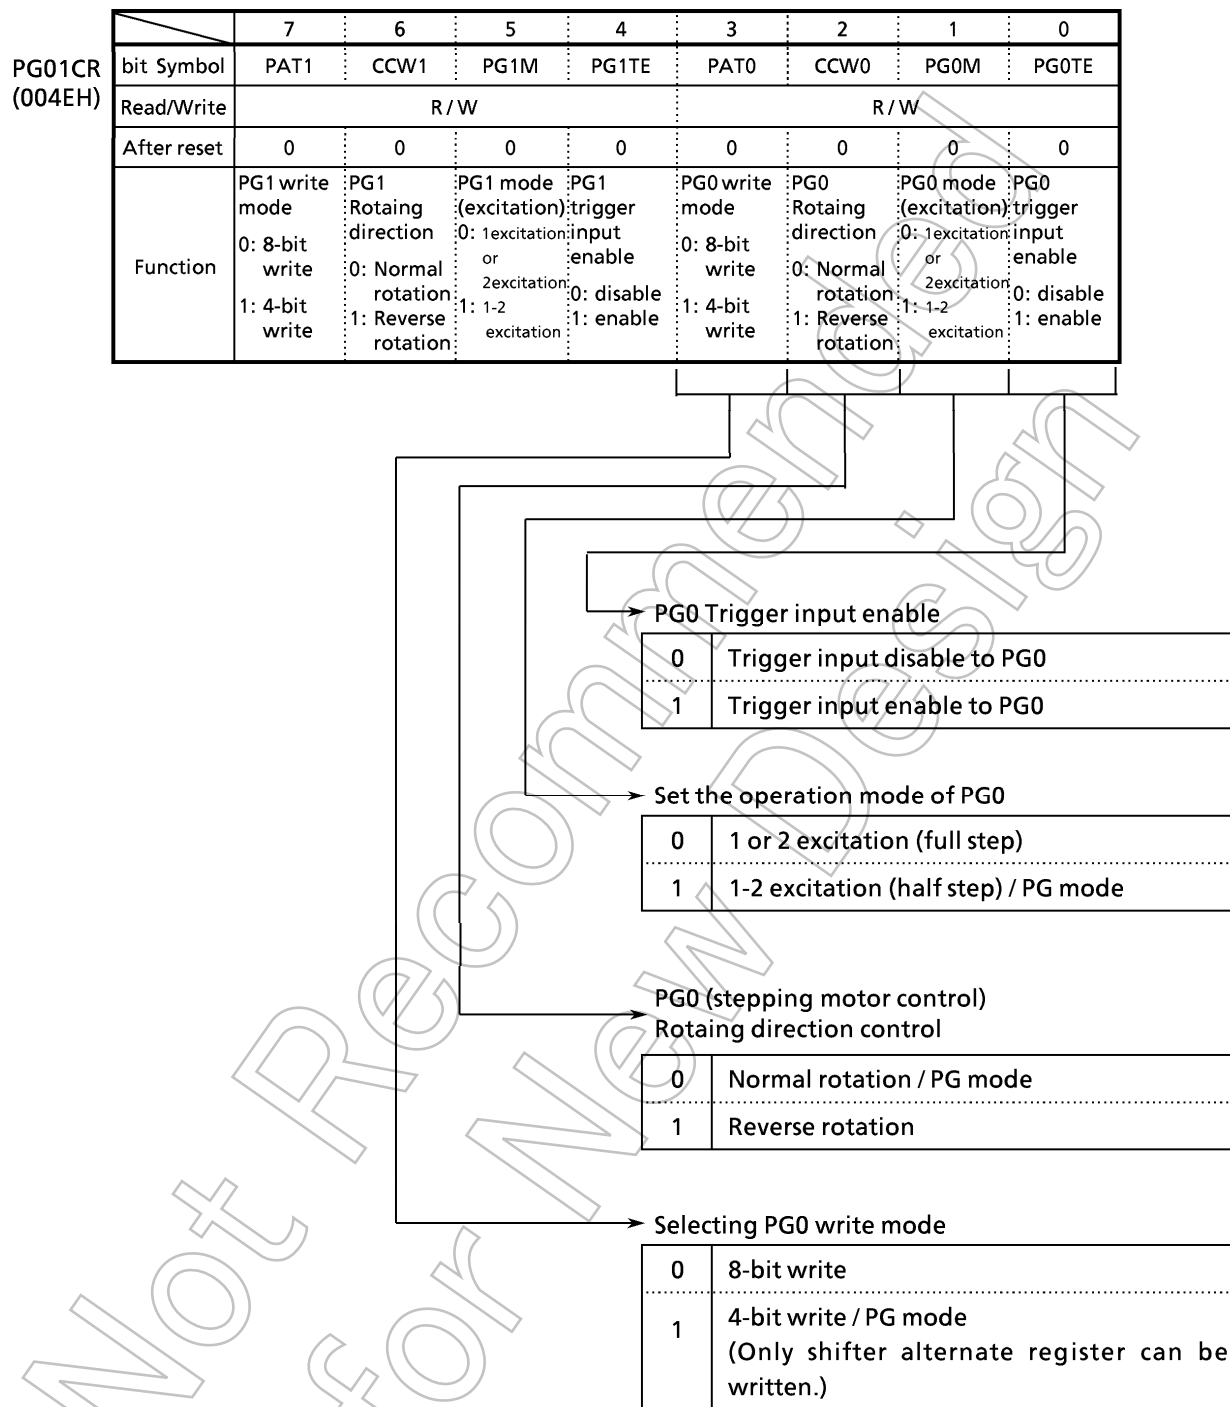 7 6 5 4 3 2 1 0
PG01CR
(004EH)
bit Symbol PAT1 CCW1 PG1M PG1TE PAT0 CCW0 PG0M PG0TE
Read/Write R / W R / W
After reset 0 0 0 0 0 0 0 0
Function
PG1 write
mode
0: 8-bit
write
1: 4-bit
write
PG1
Rotaing
direction
0: Normal
rotation
1: Reverse
rotation
PG1 mode
(excitation)
0: 1excitation
or
2excitation
1: 1-2
excitation
PG1
trigger
input
enable
0: disable
1: enable
PG0 write
mode
0: 8-bit
write
1: 4-bit
write
PG0
Rotaing
direction
0: Normal
rotation
1: Reverse
rotation
PG0 mode
(excitation)
0: 1excitation
or
2excitation
1: 1-2
excitation
PG0
trigger
input
enable
0: disable
1: enable
PG0 Trigger input enable
0 Trigger input disable to PG0
1 Trigger input enable to PG0
Set the operation mode of PG0
0 1 or 2 excitation (full step)
1 1-2 excitation (half step) / PG mode
PG0 (stepping motor control)
Rotaing direction control
0 Normal rotation / PG mode
1 Reverse rotation
Selecting PG0 write mode
0 8-bit write
1 4-bit write / PG mode
(Only shifter alternate register can be
written.)
Not Recommended
for New Design